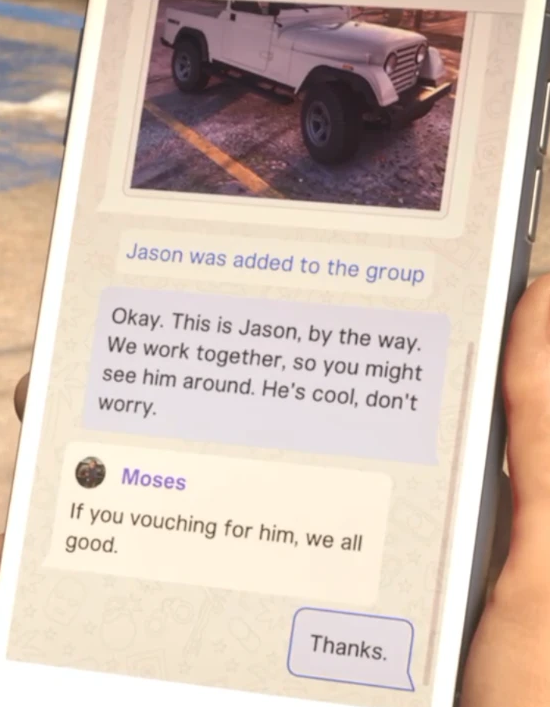 Jason was added to the group
Okay. This is Jason, by the way.
We work together, so you might
see him around. He's cool, don't
worry.
Moses
If you vouching for him, we all
good.
Thanks.